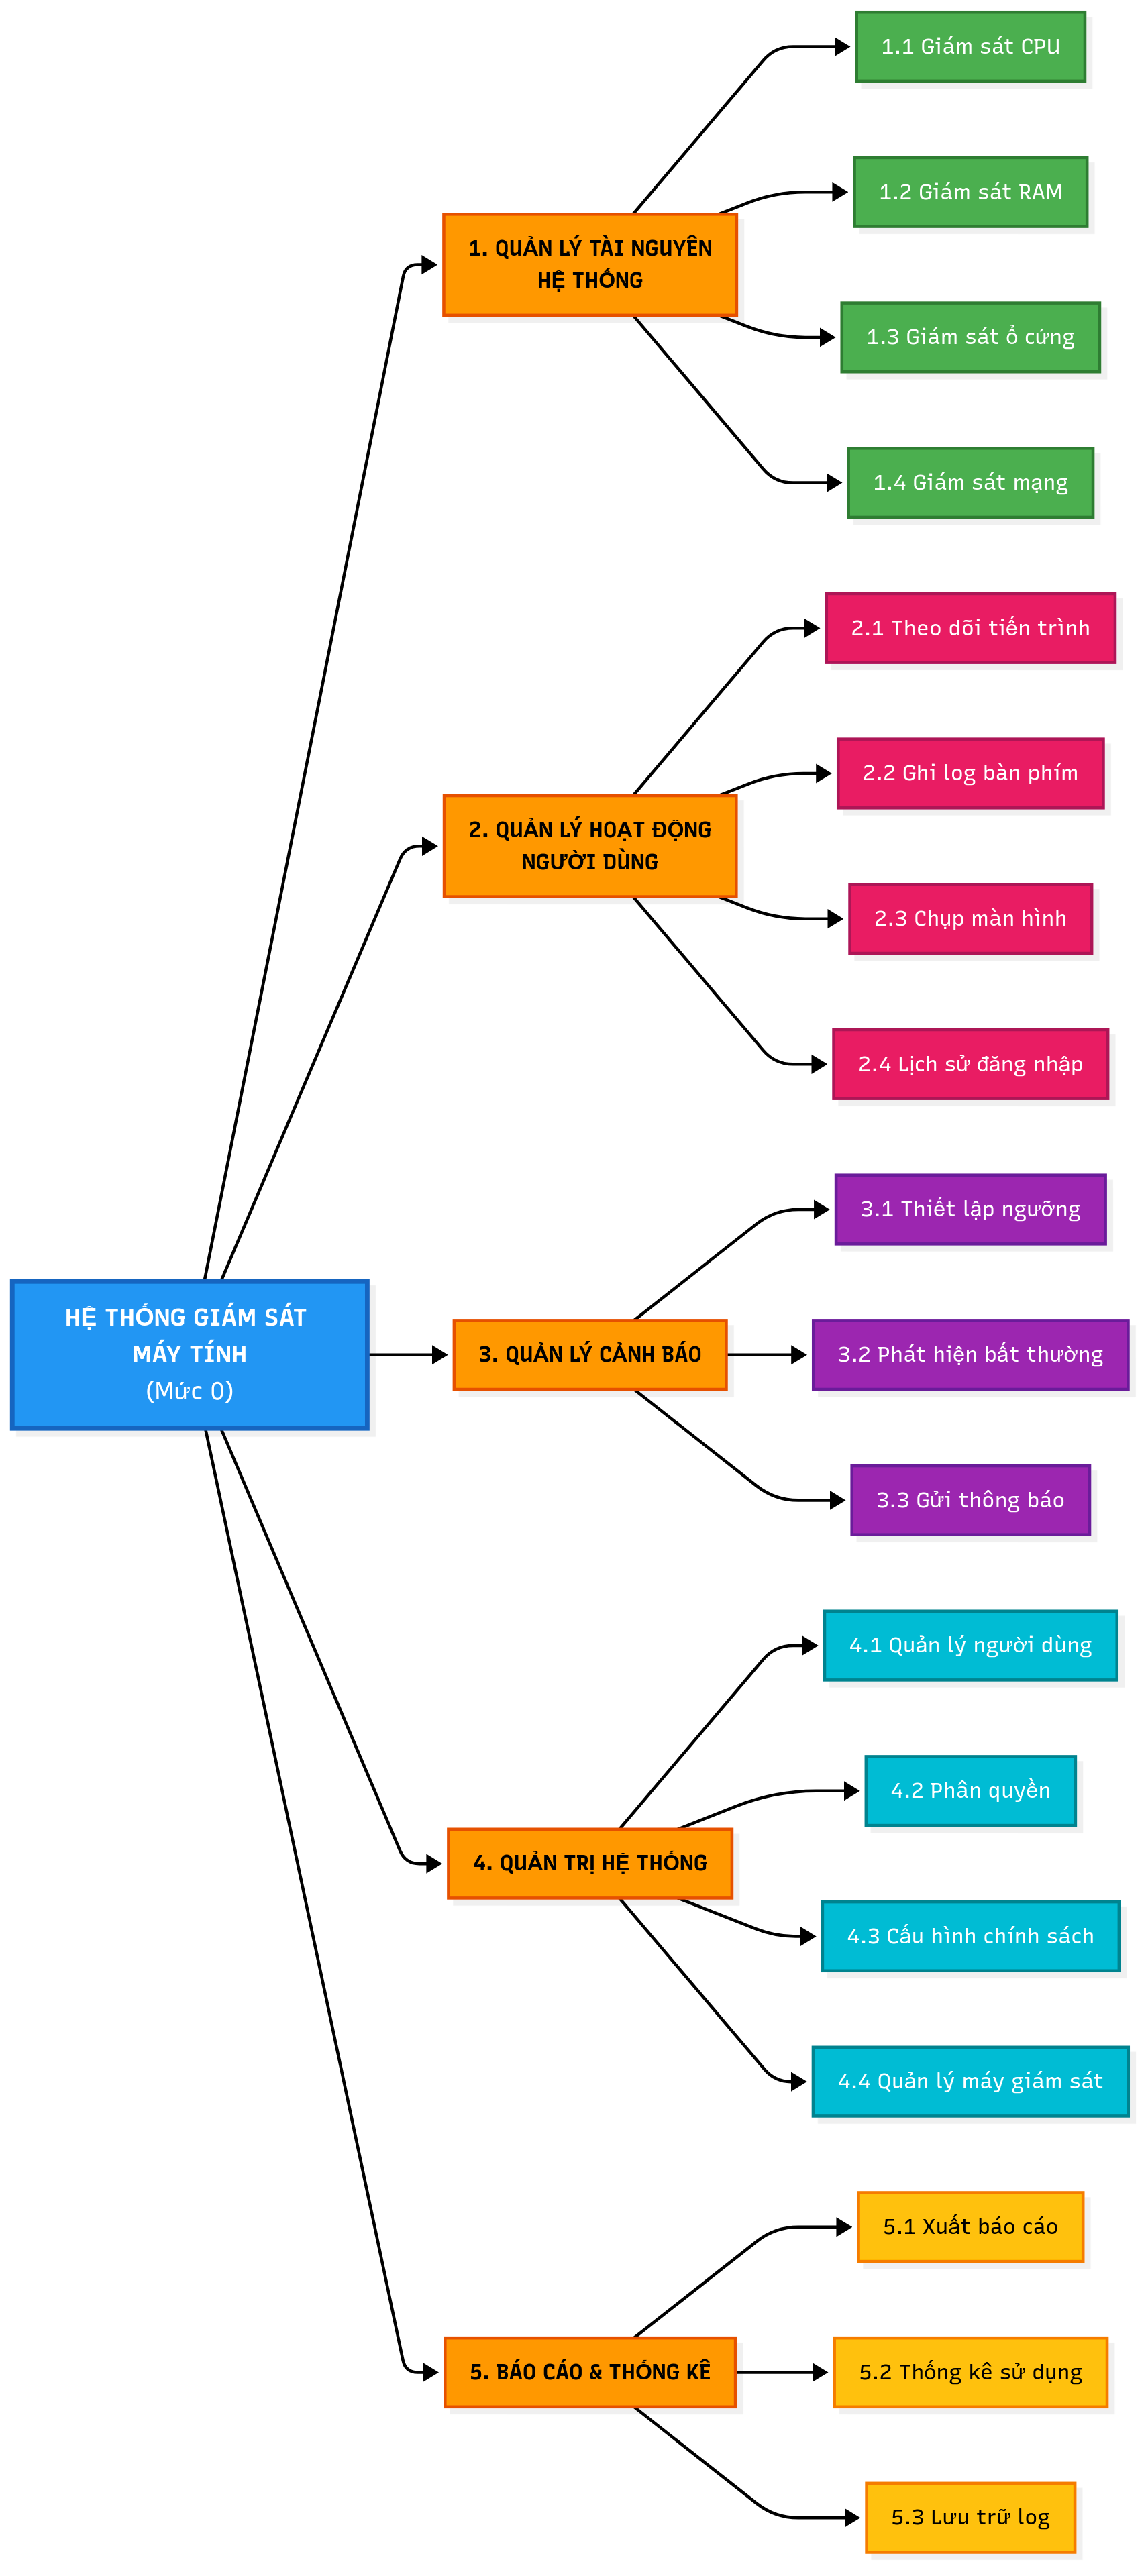 HỆ THỐNG GIÁM SÁT
MÁY TÍNH
(Mức 0)
1. QUẢN LÝ TÀI NGUYÊN
HỆ THỐNG
1.1 Giám sát CPU
1.2 Giám sát RAM
1.3 Giám sát ổ cứng
1.4 Giám sát mạng
2. QUẢN LÝ HOẠT ĐỘNG
NGƯỜI DÙNG
2.1 Theo dõi tiến trình
2.2 Ghi log bàn phím
2.3 Chụp màn hình
2.4 Lịch sử đăng nhập
3. QUẢN LÝ CẢNH BÁO
3.1 Thiết lập ngưỡng
3.2 Phát hiện bất thường
3.3 Gửi thông báo
4. QUẢN TRỊ HỆ THỐNG
4.1 Quản lý người dùng
4.2 Phân quyền
4.3 Cấu hình chính sách
4.4 Quản lý máy giám sát
5. BÁO CÁO & THỐNG KÊ
5.1 Xuất báo cáo
5.2 Thống kê sử dụng
5.3 Lưu trữ log